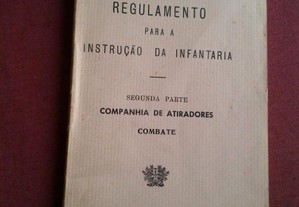 REGULAMENTO
PARA A
INSTRUÇÃO DA INFANTARIA
SEGUNDA PARTE
COMPANHIA DE ATIRADORES
COMBATE